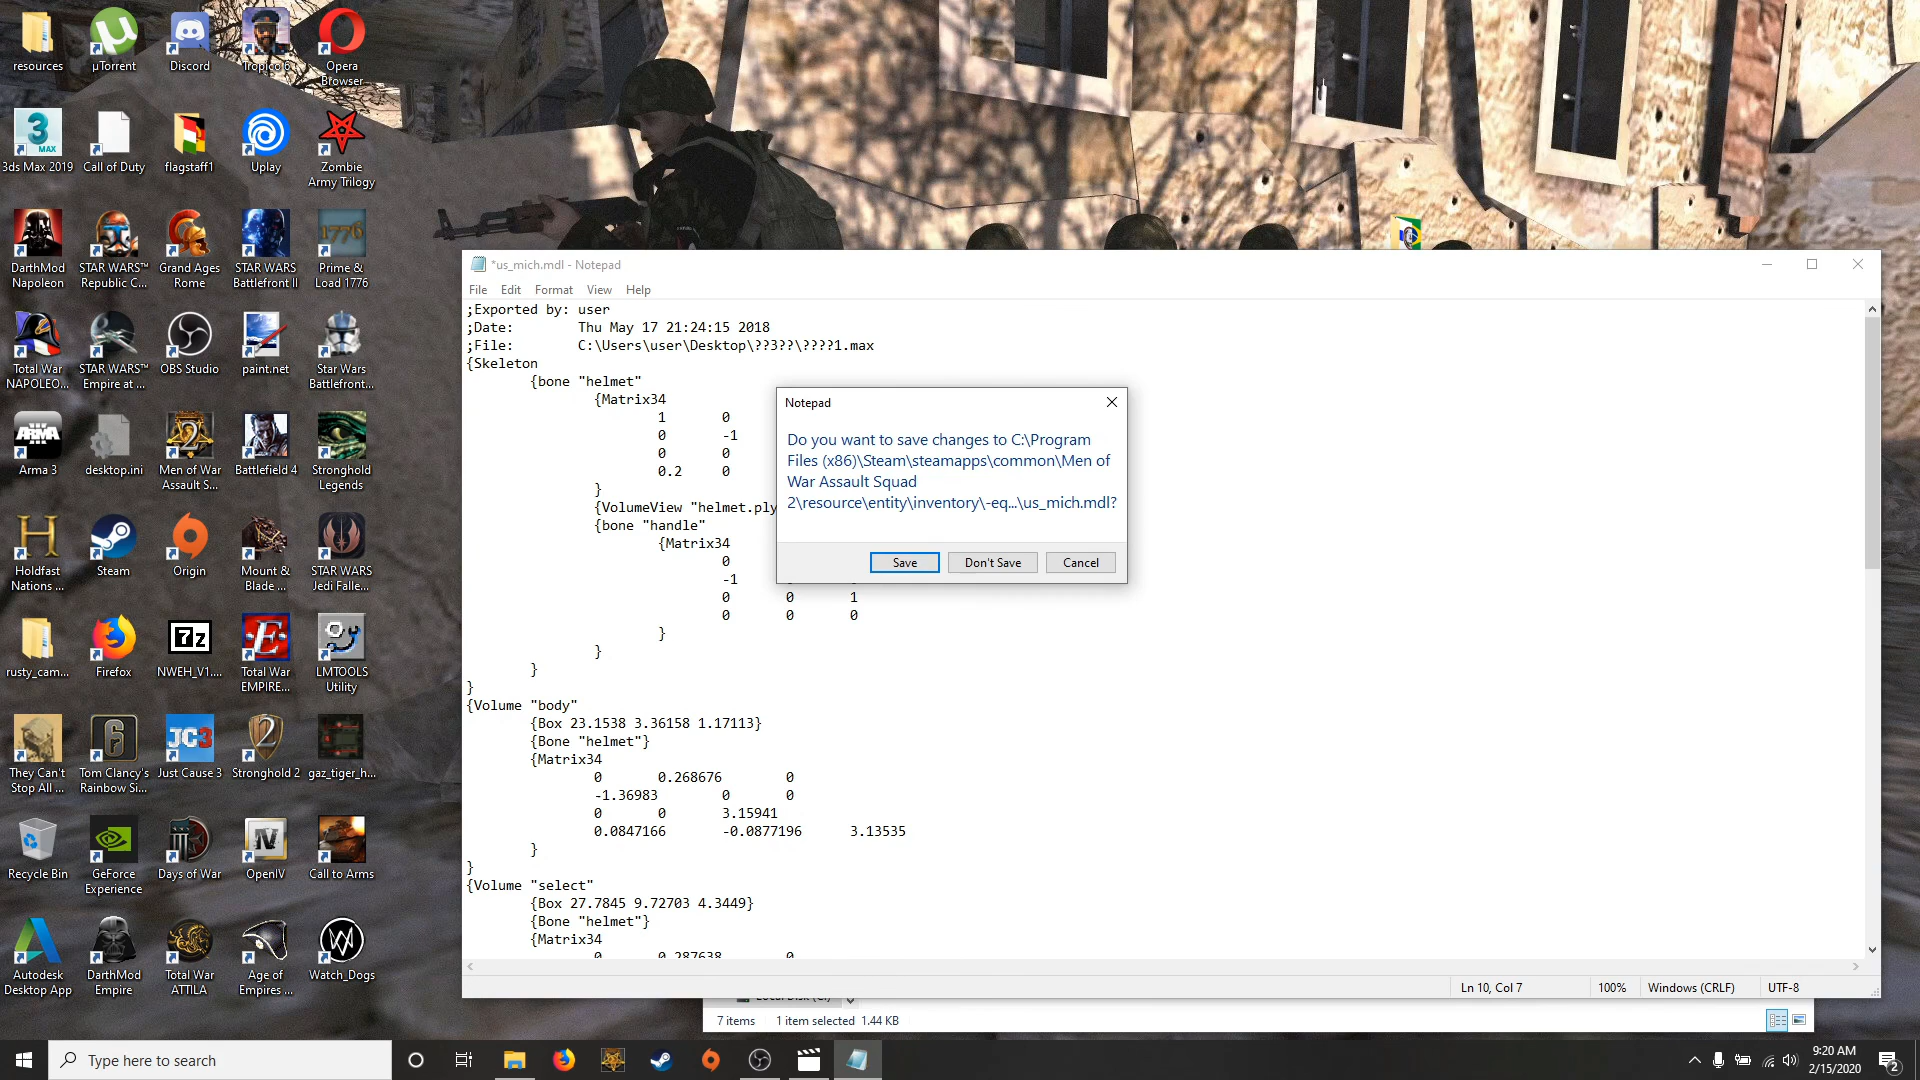 resources
µTorrent
Discord
Tropico 6
Opera
Browser
3ds Max 2019
Call of Duty
flagstaff1
Uplay
Zombie
Army Trilogy
DarthMod
Napoleon
STAR WARS™
Republic C...
Grand Ages
Rome
STAR WARS
Battlefront II
Prime &
Load 1776
Total War
NAPOLEO...
STAR WARS™
Empire at ...
OBS Studio
paint.net
Star Wars
Battlefront...
Arma 3
desktop.ini
Men of War
Assault S...
Battlefield 4
Stronghold
Legends
Holdfast
Nations ...
Steam
Origin
Mount &
Blade ...
STAR WARS
Jedi Falle...
rusty_cam...
Firefox
NWEH_V1....
Total War
EMPIRE...
LMTOOLS
Utility
They Can't
Stop All ...
Tom Clancy's
Rainbow Si...
Just Cause 3
Stronghold 2
gaz_tiger_h...
Recycle Bin
GeForce
Experience
Days of War
OpenIV
Call to Arms
Autodesk
Desktop App
DarthMod
Empire
Total War
ATTILA
Age of
Empires ...
Watch_Dogs
*us_mich.mdl - Notepad
File Edit Format View Help
;Exported by: user
;Date: Thu May 17 21:24:15 2018
;File: C:\Users\user\Desktop\??3??\????1.max
{Skeleton
{bone "helmet"
{Matrix34
1 0
0 -1
0 0
0.2 0
}
{VolumeView "helmet.ply
{bone "handle"
{Matrix34
0
-1
0 0 1
0 0 0
}
}
}
}
{Volume "body"
{Box 23.1538 3.36158 1.17113}
{Bone "helmet"}
{Matrix34
0 0.268676 0
-1.36983 0 0
0 0 3.15941
0.0847166 -0.0877196 3.13535
}
}
{Volume "select"
{Box 27.7845 9.72703 4.3449}
{Bone "helmet"}
{Matrix34
0 0.287638 0
Notepad
Do you want to save changes to C:\Program
Files (x86)\Steam\steamapps\common\Men of
War Assault Squad
2\resource\entity\inventory\-eq...\us_mich.mdl?
Save Don't Save Cancel
Ln 10, Col 7 100% Windows (CRLF) UTF-8
Local Disk (C:)
7 items 1 item selected 1.44 KB
Type here to search
9:20 AM
2/15/2020
2